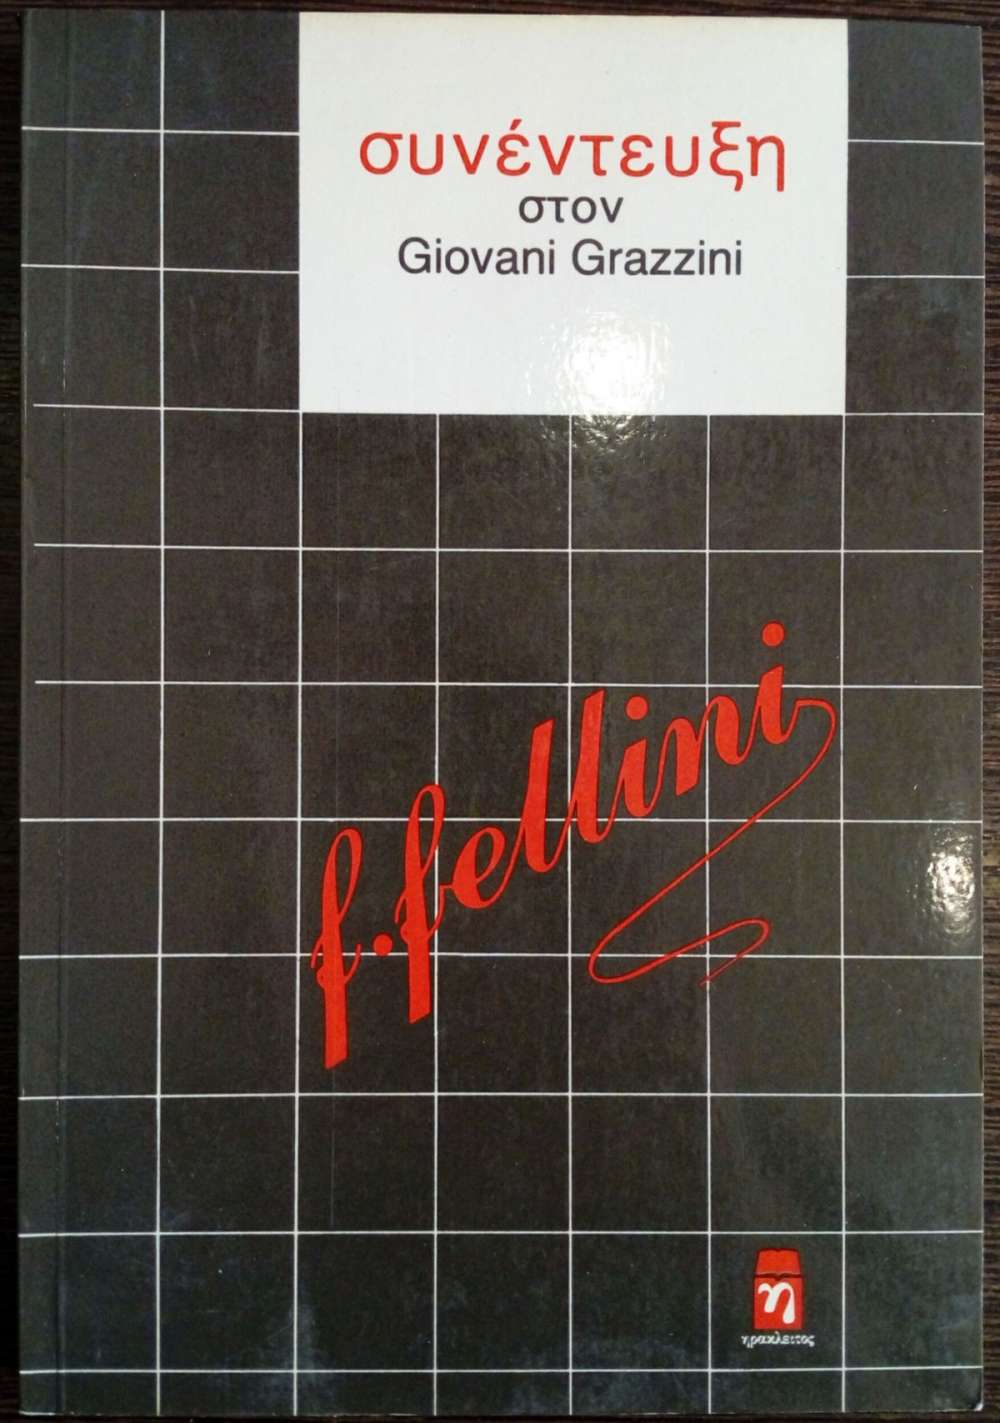 συνέντευξη
στον
Giovani Grazzini
f.fellini
η
ηρακλειτος